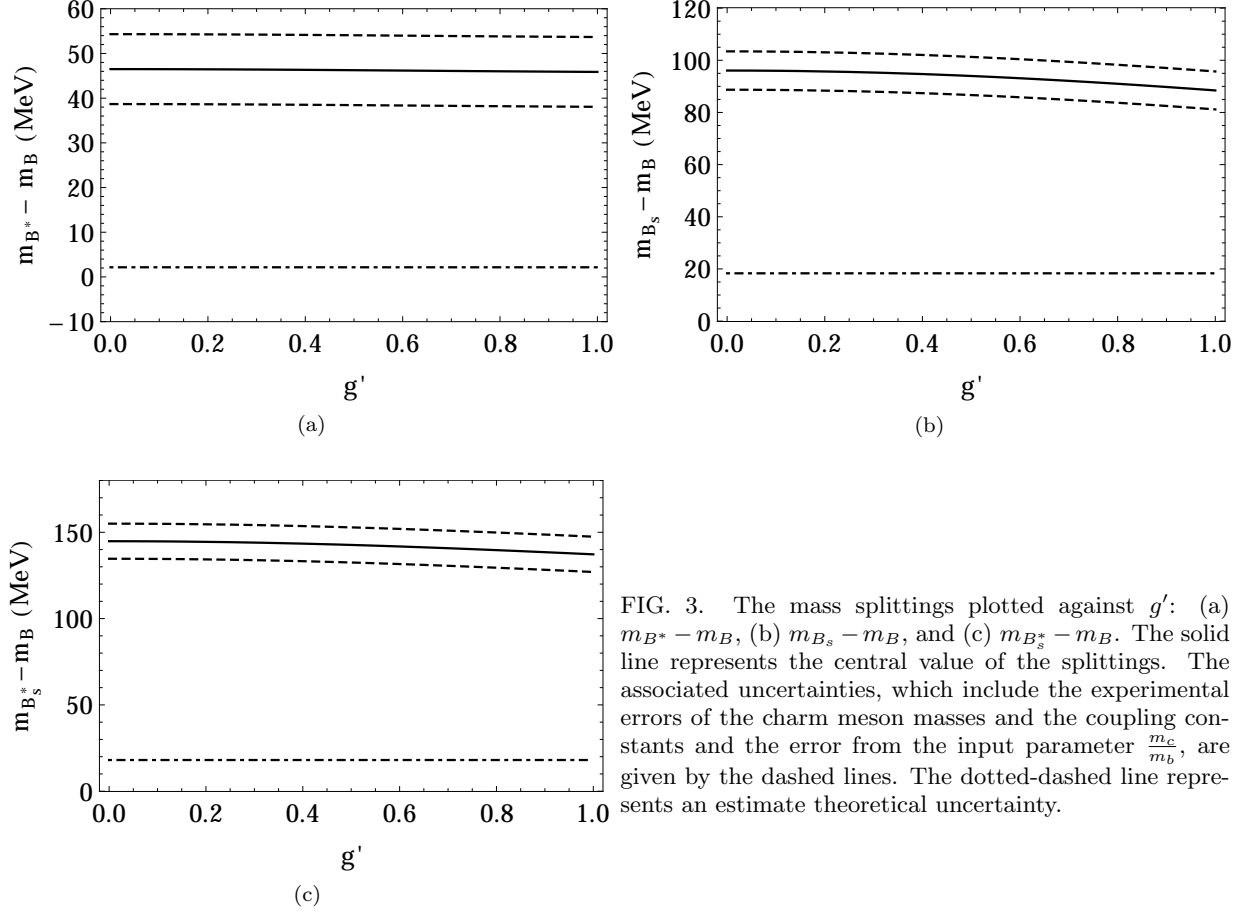 60
50
40
30
20
10
0
−10
m_{B*} − m_B (MeV)
0.0 0.2 0.4 0.6 0.8 1.0
g'
(a)
120
100
80
60
40
20
0
m_{B_s} − m_B (MeV)
0.0 0.2 0.4 0.6 0.8 1.0
g'
(b)
150
100
50
0
m_{B_s^*} − m_B (MeV)
0.0 0.2 0.4 0.6 0.8 1.0
g'
(c)
FIG. 3. The mass splittings plotted against g′: (a)
m_{B*} − m_B, (b) m_{B_s} − m_B, and (c) m_{B_s^*} − m_B. The solid
line represents the central value of the splittings. The
associated uncertainties, which include the experimental
errors of the charm meson masses and the coupling con-
stants and the error from the input parameter \frac{m_c}{m_b}, are
given by the dashed lines. The dotted-dashed line repre-
sents an estimate theoretical uncertainty.